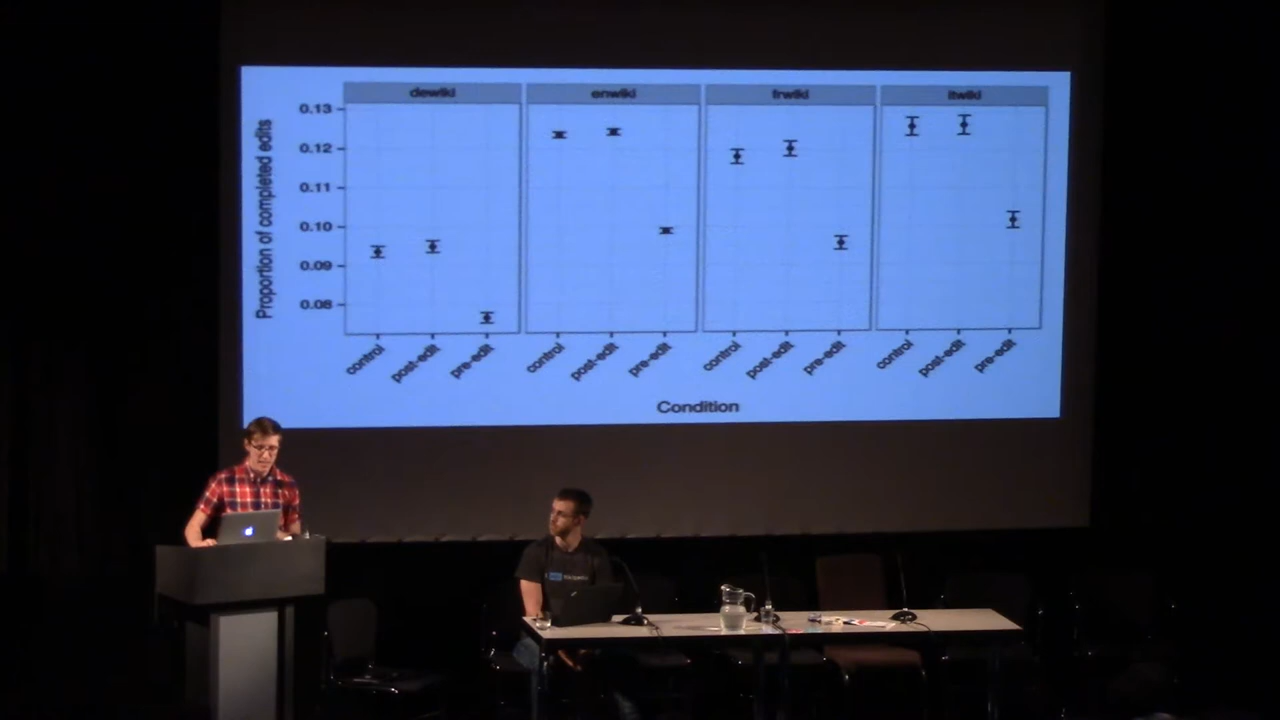 dewiki enwiki frwiki itwiki
Proportion of completed edits
0.13
0.12
0.11
0.10
0.09
0.08
control post-edit pre-edit control post-edit pre-edit control post-edit pre-edit control post-edit pre-edit
Condition